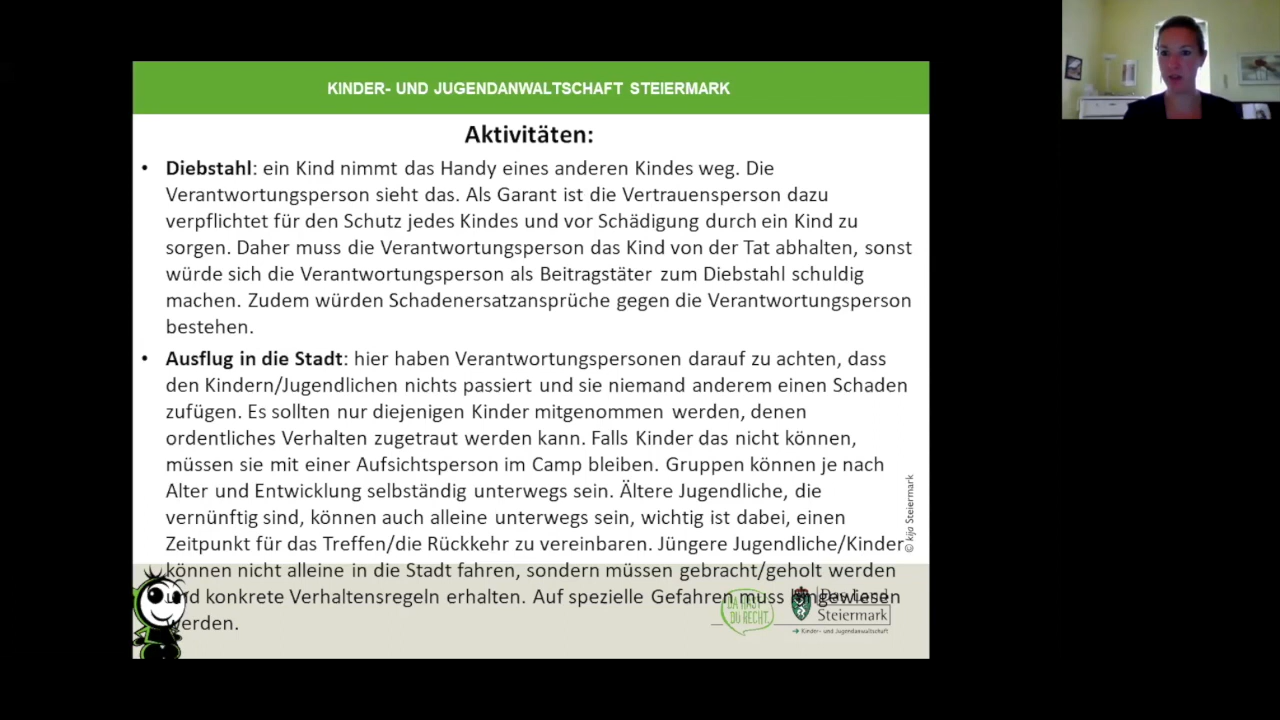 KINDER- UND JUGENDANWALTSCHAFT STEIERMARK
Aktivitäten:
• Diebstahl: ein Kind nimmt das Handy eines anderen Kindes weg. Die
Verantwortungsperson sieht das. Als Garant ist die Vertrauensperson dazu
verpflichtet für den Schutz jedes Kindes und vor Schädigung durch ein Kind zu
sorgen. Daher muss die Verantwortungsperson das Kind von der Tat abhalten, sonst
würde sich die Verantwortungsperson als Beitragstäter zum Diebstahl schuldig
machen. Zudem würden Schadenersatzansprüche gegen die Verantwortungsperson
bestehen.
• Ausflug in die Stadt: hier haben Verantwortungspersonen darauf zu achten, dass
den Kindern/Jugendlichen nichts passiert und sie niemand anderem einen Schaden
zufügen. Es sollten nur diejenigen Kinder mitgenommen werden, denen
ordentliches Verhalten zugetraut werden kann. Falls Kinder das nicht können,
müssen sie mit einer Aufsichtsperson im Camp bleiben. Gruppen können je nach
Alter und Entwicklung selbständig unterwegs sein. Ältere Jugendliche, die
vernünftig sind, können auch alleine unterwegs sein, wichtig ist dabei, einen
Zeitpunkt für das Treffen/die Rückkehr zu vereinbaren. Jüngere Jugendliche/Kinder
können nicht alleine in die Stadt fahren, sondern müssen gebracht/geholt werden
und konkrete Verhaltensregeln erhalten. Auf spezielle Gefahren muss hingewiesen
werden.
© kija Steiermark
DA HAST
DU RECHT
Das Land
Steiermark
➔ Kinder- und Jugendanwaltschaft